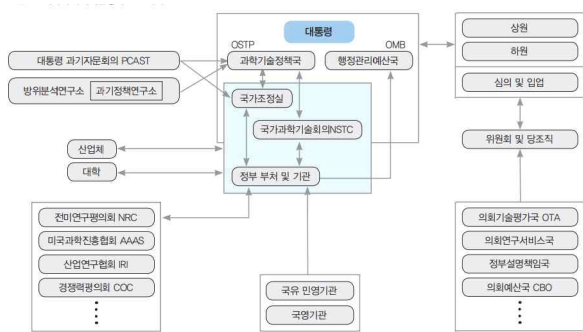 대통령
OSTP
OMB
과학기술정책국
행정관리예산국
대통령 과기자문회의 PCAST
방위분석연구소 과기정책연구소
국가조정실
국가과학기술회의NSTC
정부 부처 및 기관
산업체
대학
전미연구평의회 NRC
미국과학진흥협회 AAAS
산업연구협회 IRI
경쟁력평의회 COC
국유 민영기관
국영기관
상원
하원
심의 및 입업
위원회 및 당조직
의회기술평가국 OTA
의회연구서비스국
정부설명책임국
의회예산국 CBO